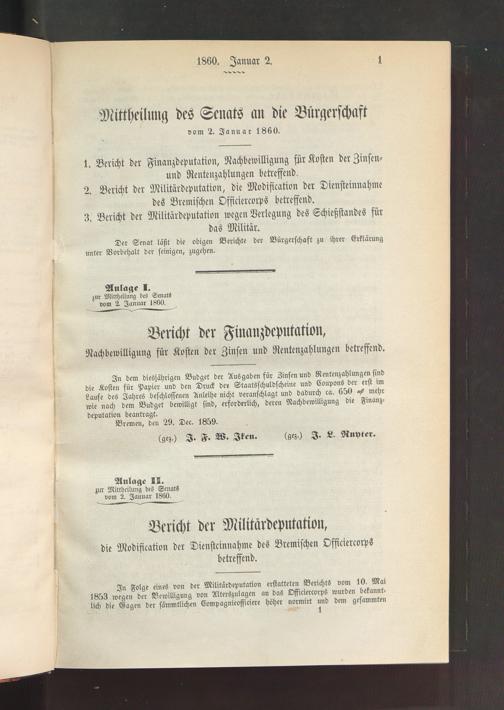 1860. Januar 2. 1
Mittheilung des Senats an die Bürgerschaft
vom 2. Januar 1860.
1. Bericht der Finanzdeputation, Nachbewilligung für Kosten der Zinsen-
und Rentenzahlungen betreffend.
2. Bericht der Militärdeputation, die Modification der Diensteinnahme
des Bremischen Officiercorps betreffend.
3. Bericht der Militärdeputation wegen Verlegung des Schießstandes für
das Militär.
Der Senat läßt die obigen Berichte der Bürgerschaft zu ihrer Erklärung
unter Vorbehalt der seinigen, zugehen.
Anlage I.
zur Mittheilung des Senats
vom 2. Januar 1860.
Bericht der Finanzdeputation,
Nachbewilligung für Kosten der Zinsen und Rentenzahlungen betreffend.
In dem diesjährigen Budget der Ausgaben für Zinsen und Rentenzahlungen sind
die Kosten für Papier und den Druck der Staatsschuldscheine und Coupons der erst im
Laufe des Jahres beschlossenen Anleihe nicht veranschlagt und dadurch ca. 650 mehr
wie nach dem Budget bewilligt sind, erforderlich, deren Nachbewilligung die Finanz-
deputation beantragt.
Bremen, den 29. Dec. 1859.
(gez.) J. F. W. Iken. (gez.) J. L. Ruyter.
Anlage II.
zur Mittheilung des Senats
vom 2. Januar 1860.
Bericht der Militärdeputation,
die Modification der Diensteinnahme des Bremischen Officiercorps
betreffend.
In Folge eines von der Militärdeputation erstatteten Berichts vom 10. Mai
1853 wegen der Bewilligung von Alterszulagen an das Officiercorps wurden bekannt-
lich die Gagen der sämmtlichen Compagnieofficiere höher normirt und dem gesammten
1